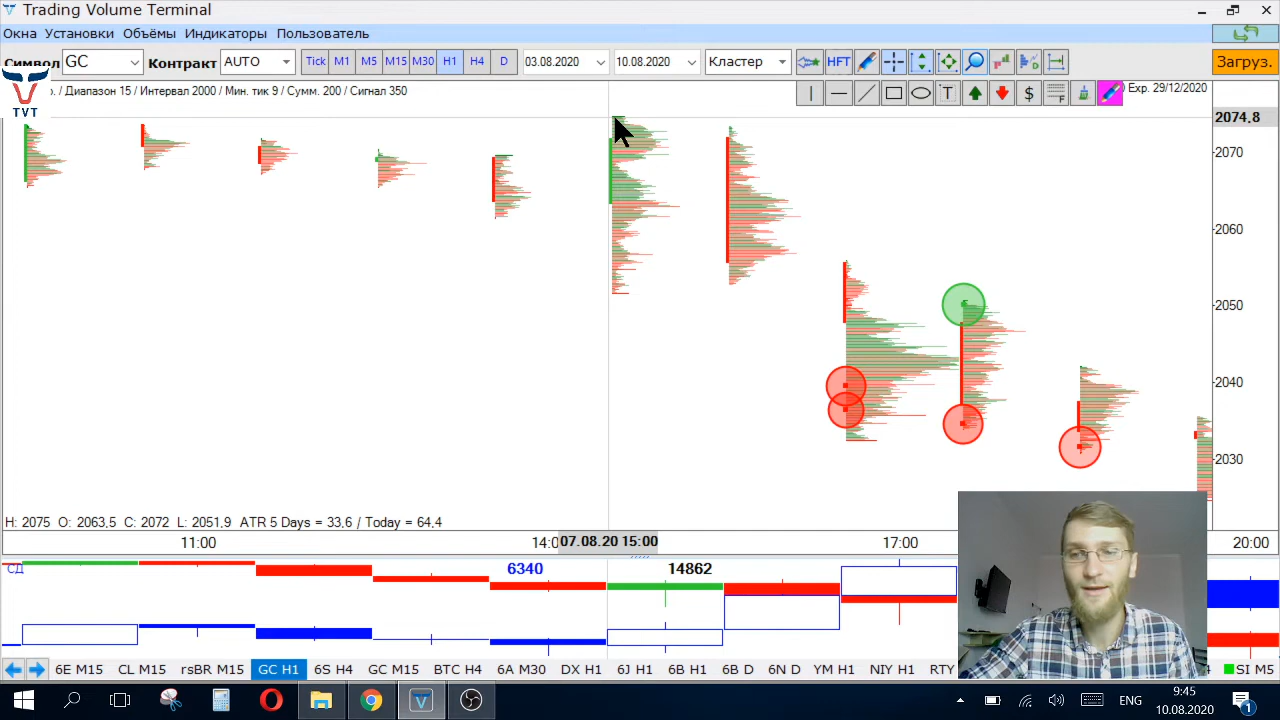 Trading Volume Terminal
Окна Установки Объёмы Индикаторы Пользователь
Символ GC Контракт AUTO Tick M1 M5 M15 M30 H1 H4 D 03.08.2020 10.08.2020 Кластер HFT Загруз.
/ Диапазон 15 / Интервал 2000 / Мин. тик 9 / Сумм. 200 / Сигнал 350
T $ F Exp. 29/12/2020
TVT
2074.8
2070
2060
2050
2040
2030
H: 2075 O: 2063,5 C: 2072 L: 2051,9 ATR 5 Days = 33,6 / Today = 64,4
11:00 14:0 07.08.20 15:00 17:00 20:00
СД 6340 14862
6E M15 CL M15 rsBR M15 GC H1 6S H4 GC M15 BTC H4 6A M30 DX H1 6J H1 6B H1 6B D 6N D YM H1 NIY H1 RTY 4 SI M5
ENG 9:45
10.08.2020 1